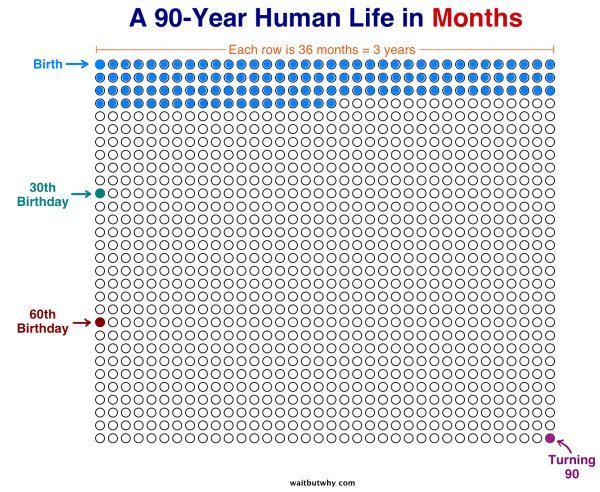 A 90-Year Human Life in Months
Each row is 36 months = 3 years
Birth
30th
Birthday
60th
Birthday
Turning
90
waitbutwhy.com